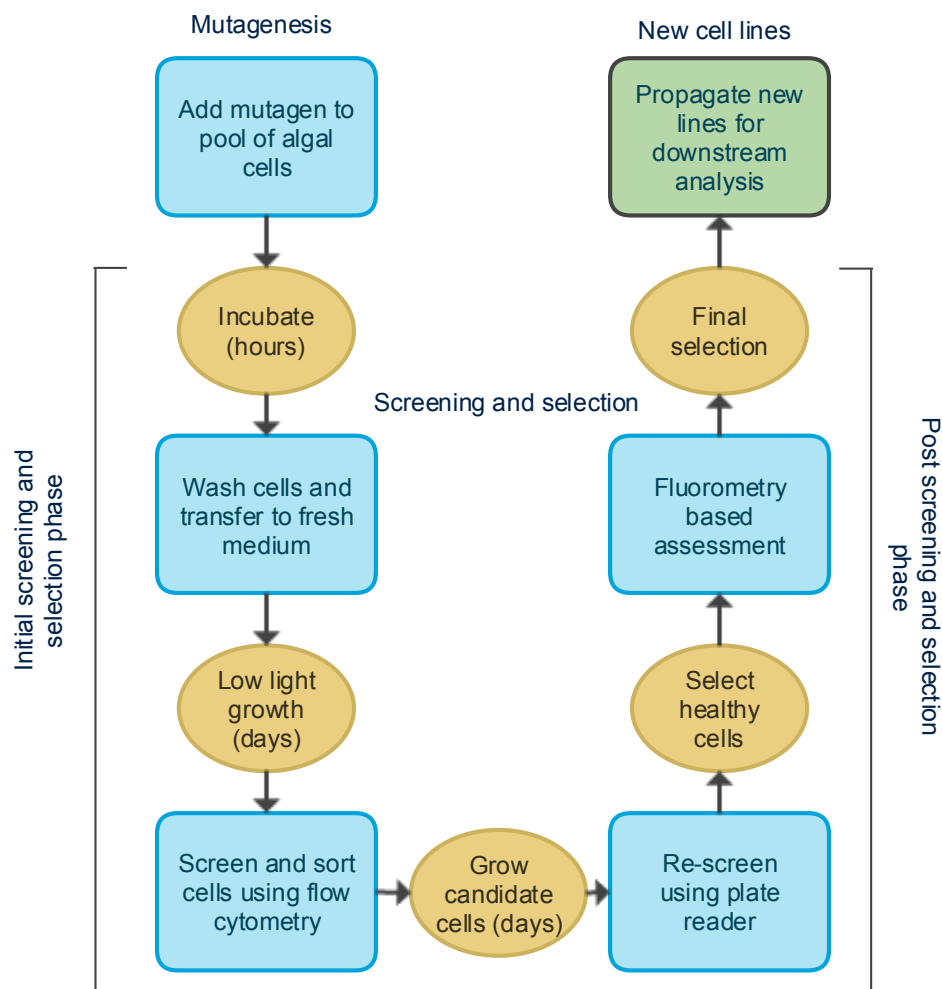 Mutagenesis
New cell lines
Add mutagen to
pool of algal
cells
Propagate new
lines for
downstream
analysis
Incubate
(hours)
Final
selection
Screening and selection
Initial screening and
selection phase
Wash cells and
transfer to fresh
medium
Fluorometry
based
assessment
Post screening and selection
phase
Low light
growth
(days)
Select
healthy
cells
Screen and sort
cells using flow
cytometry
Grow
candidate
cells (days)
Re-screen
using plate
reader